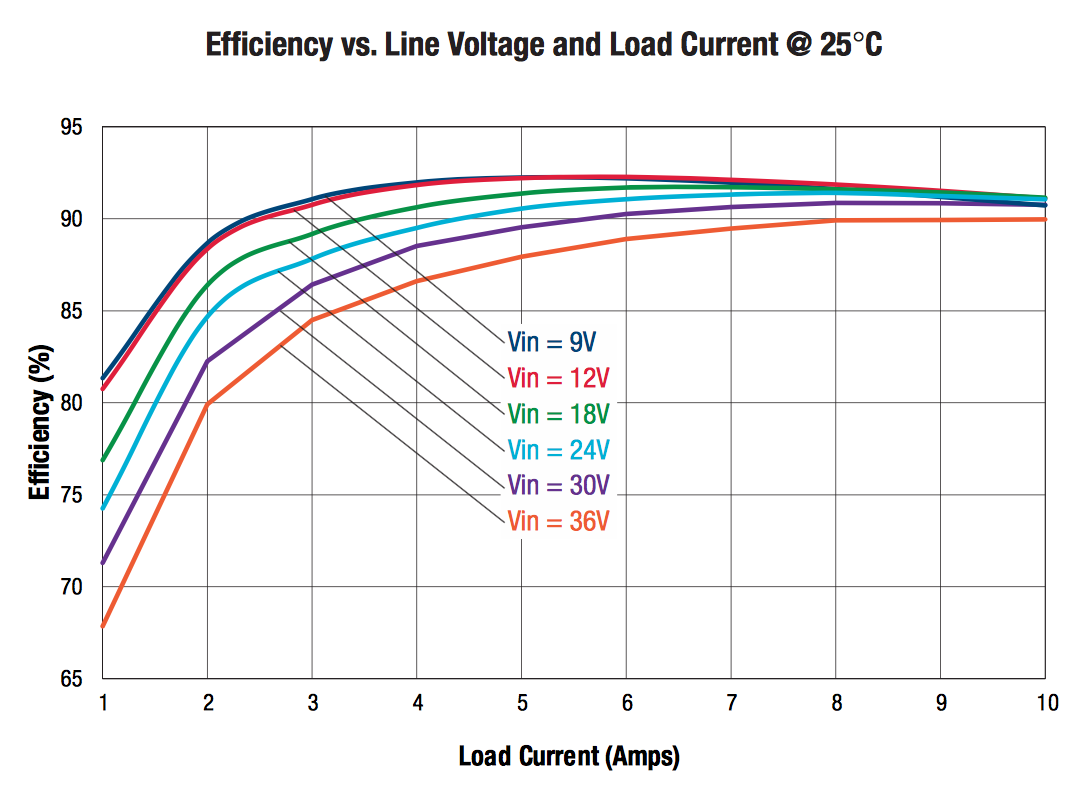 Efficiency vs. Line Voltage and Load Current @ 25°C
95
90
85
80
75
70
65
Efficiency (%)
Vin = 9V
Vin = 12V
Vin = 18V
Vin = 24V
Vin = 30V
Vin = 36V
1 2 3 4 5 6 7 8 9 10
Load Current (Amps)